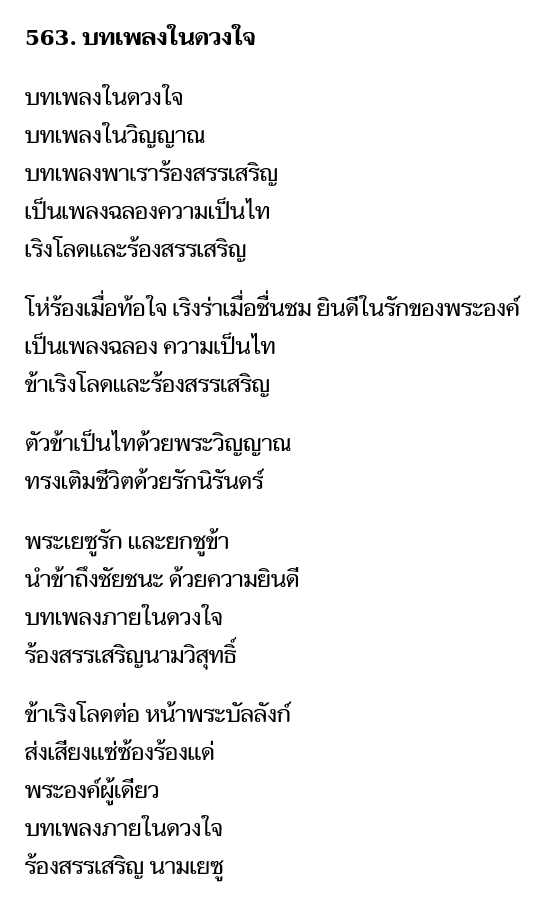 563. บทเพลงในดวงใจ
บทเพลงในดวงใจ
บทเพลงในวิญญาณ
บทเพลงพาเราร้องสรรเสริญ
เป็นเพลงฉลองความเป็นไท
เริงโลดและร้องสรรเสริญ
โห่ร้องเมื่อท้อใจ เริงร่าเมื่อชื่นชม ยินดีในรักของพระองค์
เป็นเพลงฉลอง ความเป็นไท
ข้าเริงโลดและร้องสรรเสริญ
ตัวข้าเป็นไทด้วยพระวิญญาณ
ทรงเติมชีวิตด้วยรักนิรันดร์
พระเยซูรัก และยกชูข้า
นำข้าถึงชัยชนะ ด้วยความยินดี
บทเพลงภายในดวงใจ
ร้องสรรเสริญนามวิสุทธิ์
ข้าเริงโลดต่อ หน้าพระบัลลังก์
ส่งเสียงแซ่ซ้องร้องแด่
พระองค์ผู้เดียว
บทเพลงภายในดวงใจ
ร้องสรรเสริญ นามเยซู